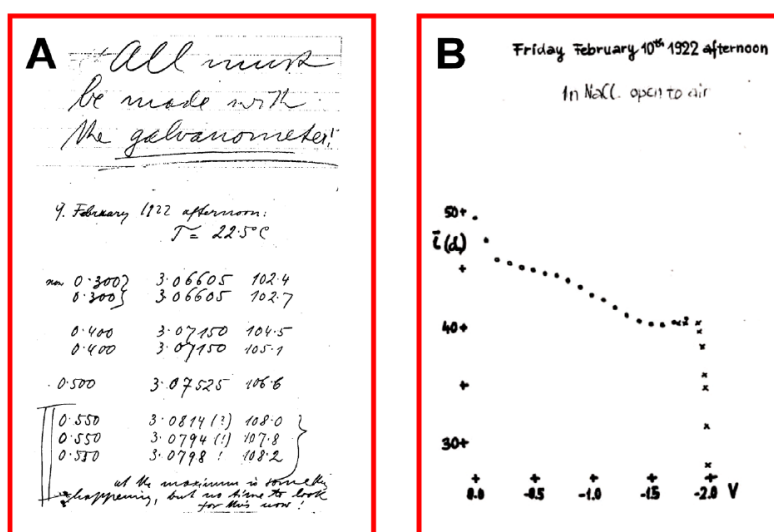 A
All must
be made with
the galvanometer!
9. February 1922 afternoon:
T = 22.5°C
0.300} 3.06605 102.4
0.300} 3.06605 102.7
0.400 3.07150 104.5
0.400 3.07150 105.1
0.500 3.07525 106.6
0.550 3.0814 (?) 108.0
0.550 3.0794 (!) 107.8
0.550 3.0798 ! 108.2
at the maximum is something
happening, but no time to look
for this now!
B
Friday February 10th 1922 afternoon
1n NaCl. open to air
50+
i(d)
40+
30+
0.0 -0.5 -1.0 -1.5 -2.0 V